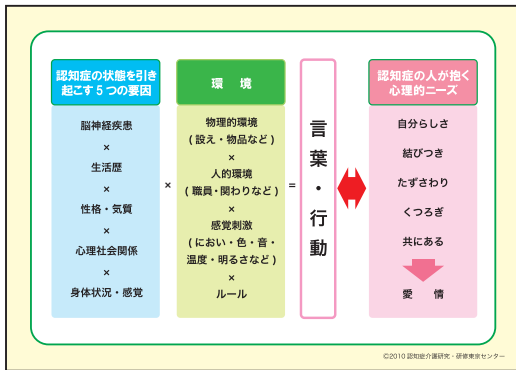 認知症の状態を引き
起こす5つの要因
脳神経疾患
×
生活歴
×
性格・気質
×
心理社会関係
×
身体状況・感覚
×
環 境
物理的環境
(設え・物品など)
×
人的環境
(職員・関わりなど)
×
感覚刺激
(におい・色・音・
温度・明るさなど)
×
ルール
=
言葉・行動
認知症の人が抱く
心理的ニーズ
自分らしさ
結びつき
たずさわり
くつろぎ
共にある
愛 情
©2010 認知症介護研究・研修東京センター